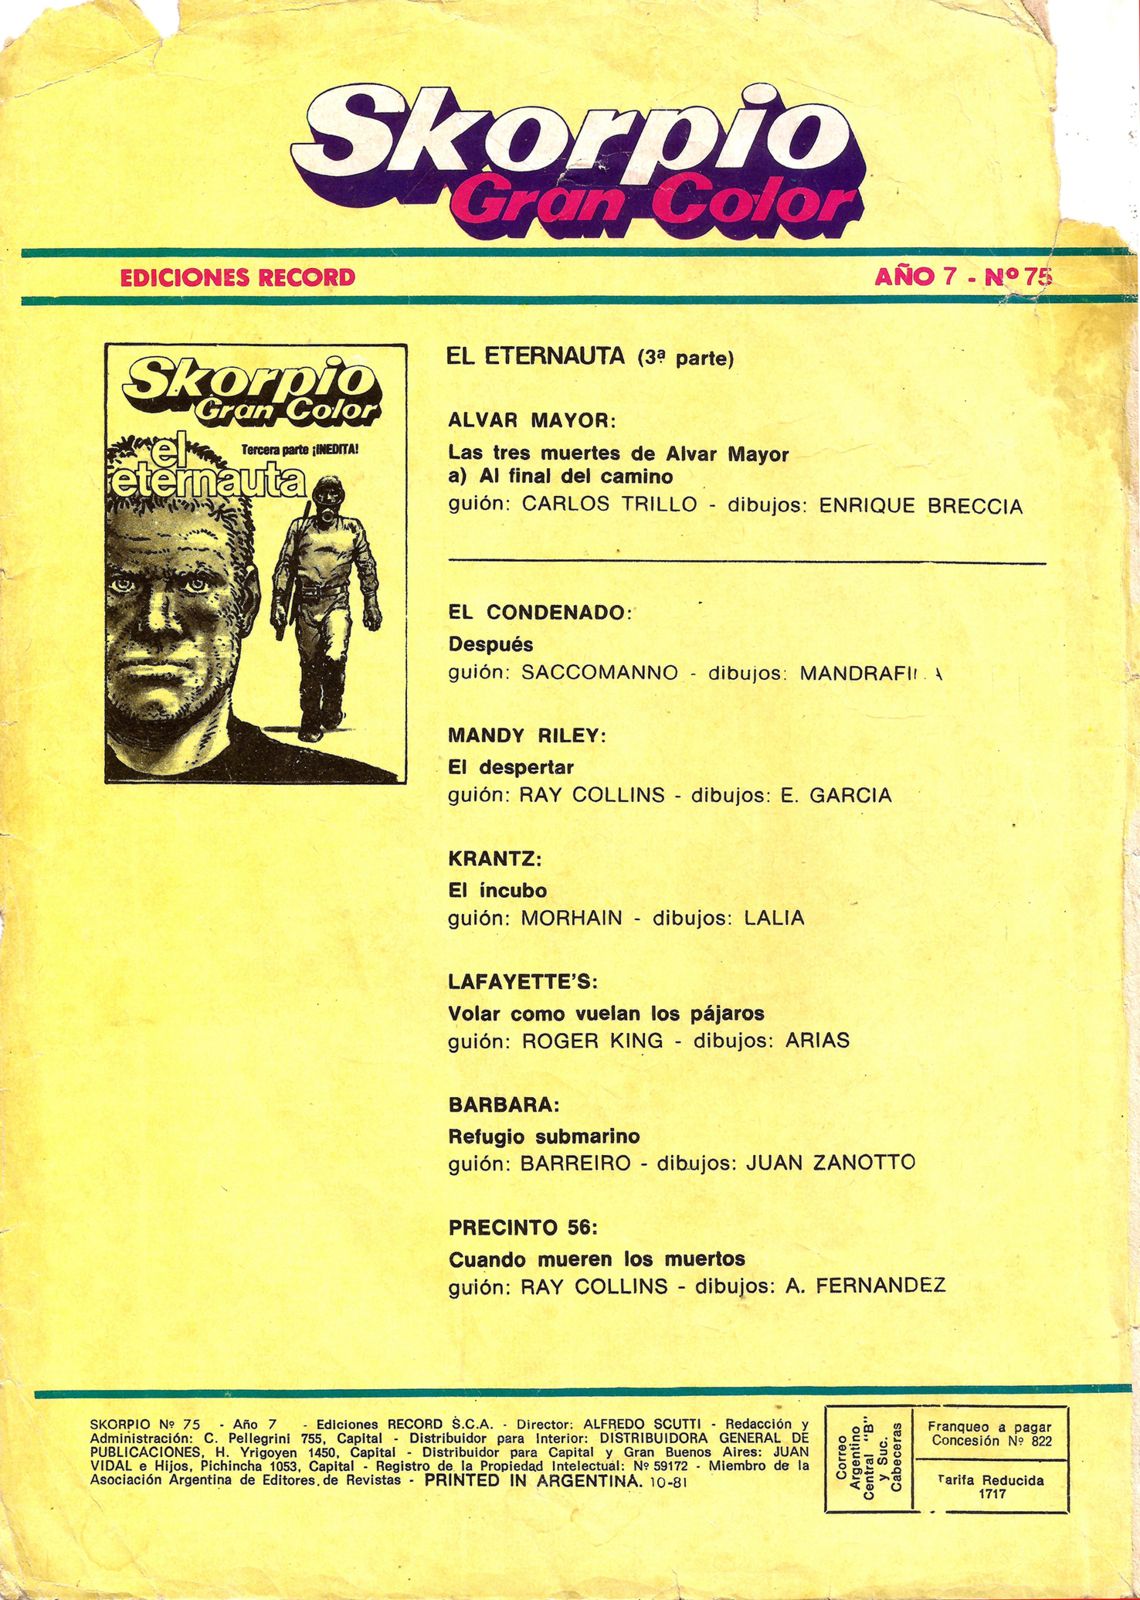 Skorpio
Gran Color
EDICIONES RECORD
AÑO 7 - Nº 75
Skorpio
Gran Color
el
eternauta
Tercera parte ¡INEDITA!
EL ETERNAUTA (3ª parte)
ALVAR MAYOR:
Las tres muertes de Alvar Mayor
a) Al final del camino
guión: CARLOS TRILLO - dibujos: ENRIQUE BRECCIA
EL CONDENADO:
Después
guión: SACCOMANNO - dibujos:
MANDY RILEY:
El despertar
guión: RAY COLLINS - dibujos: E. GARCIA
KRANTZ:
El íncubo
guión: MORHAIN - dibujos: LALIA
LAFAYETTE'S:
Volar como vuelan los pájaros
guión: ROGER KING - dibujos: ARIAS
BARBARA:
Refugio submarino
guión: BARREIRO - dibujos: JUAN ZANOTTO
PRECINTO 56:
Cuando mueren los muertos
guión: RAY COLLINS - dibujos: A. FERNANDEZ
SKORPIO Nº 75 - Año 7 - Ediciones RECORD S.C.A. - Director: ALFREDO SCUTTI - Redacción y
Administración: C. Pellegrini 755, Capital - Distribuidor para Interior: DISTRIBUIDORA GENERAL DE
PUBLICACIONES, H. Yrigoyen 1450, Capital - Distribuidor para Capital y Gran Buenos Aires: JUAN
VIDAL e Hijos, Pichincha 1053, Capital - Registro de la Propiedad Intelectual: Nº 59172 - Miembro de la
Asociación Argentina de Editores de Revistas - PRINTED IN ARGENTINA. 10-81
Correo
Argentino
Central "B"
y Suc.
Cabeceras
Franqueo a pagar
Concesión Nº 822
Tarifa Reducida
1717